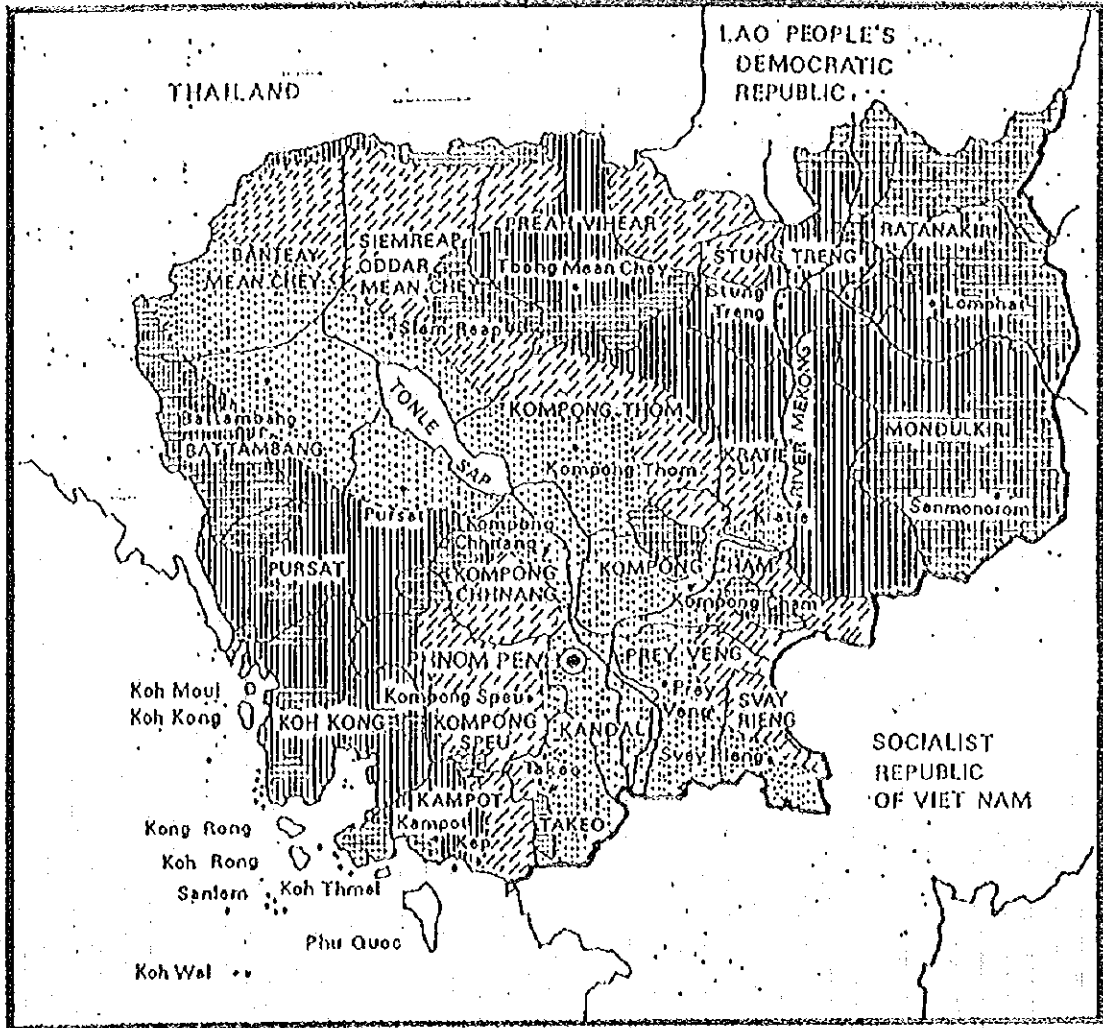 LAO PEOPLE'S
DEMOCRATIC
REPUBLIC
THAILAND
PREAH VIHEAR
SIEMREAP
ODDAR
MEAN CHEY
BANTEAY
MEAN CHEY
RATANAKIRI
STUNG TRENG
Tbong Mean Chey
Stung
Treng
Lomphat
Siam Reap
TONLE
SAP
KOMPONG THOM
RIVER MEKONG
MONDULKIRI
Battambang
BATTAMBANG
KRATIE
Kompong Thom
Sanmonorom
Pursat
Kratie
Kompong
Chhnang
PURSAT
KOMPONG
CHHNANG
KOMPONG CHAM
Kompong Cham
PHNOM PENH
PREY VENG
Koh Moul
Koh Kong
KOH KONG
Kompong Speu
KOMPONG
SPEU
KANDAL
Prey
Veng
SVAY
RIENG
Svay Rieng
SOCIALIST
REPUBLIC
OF VIET NAM
Takeo
KAMPOT
Kampot
Kep
TAKEO
Kong Rong
Koh Rong
Sanlem
Koh Thmei
Phu Quoc
Koh Wai